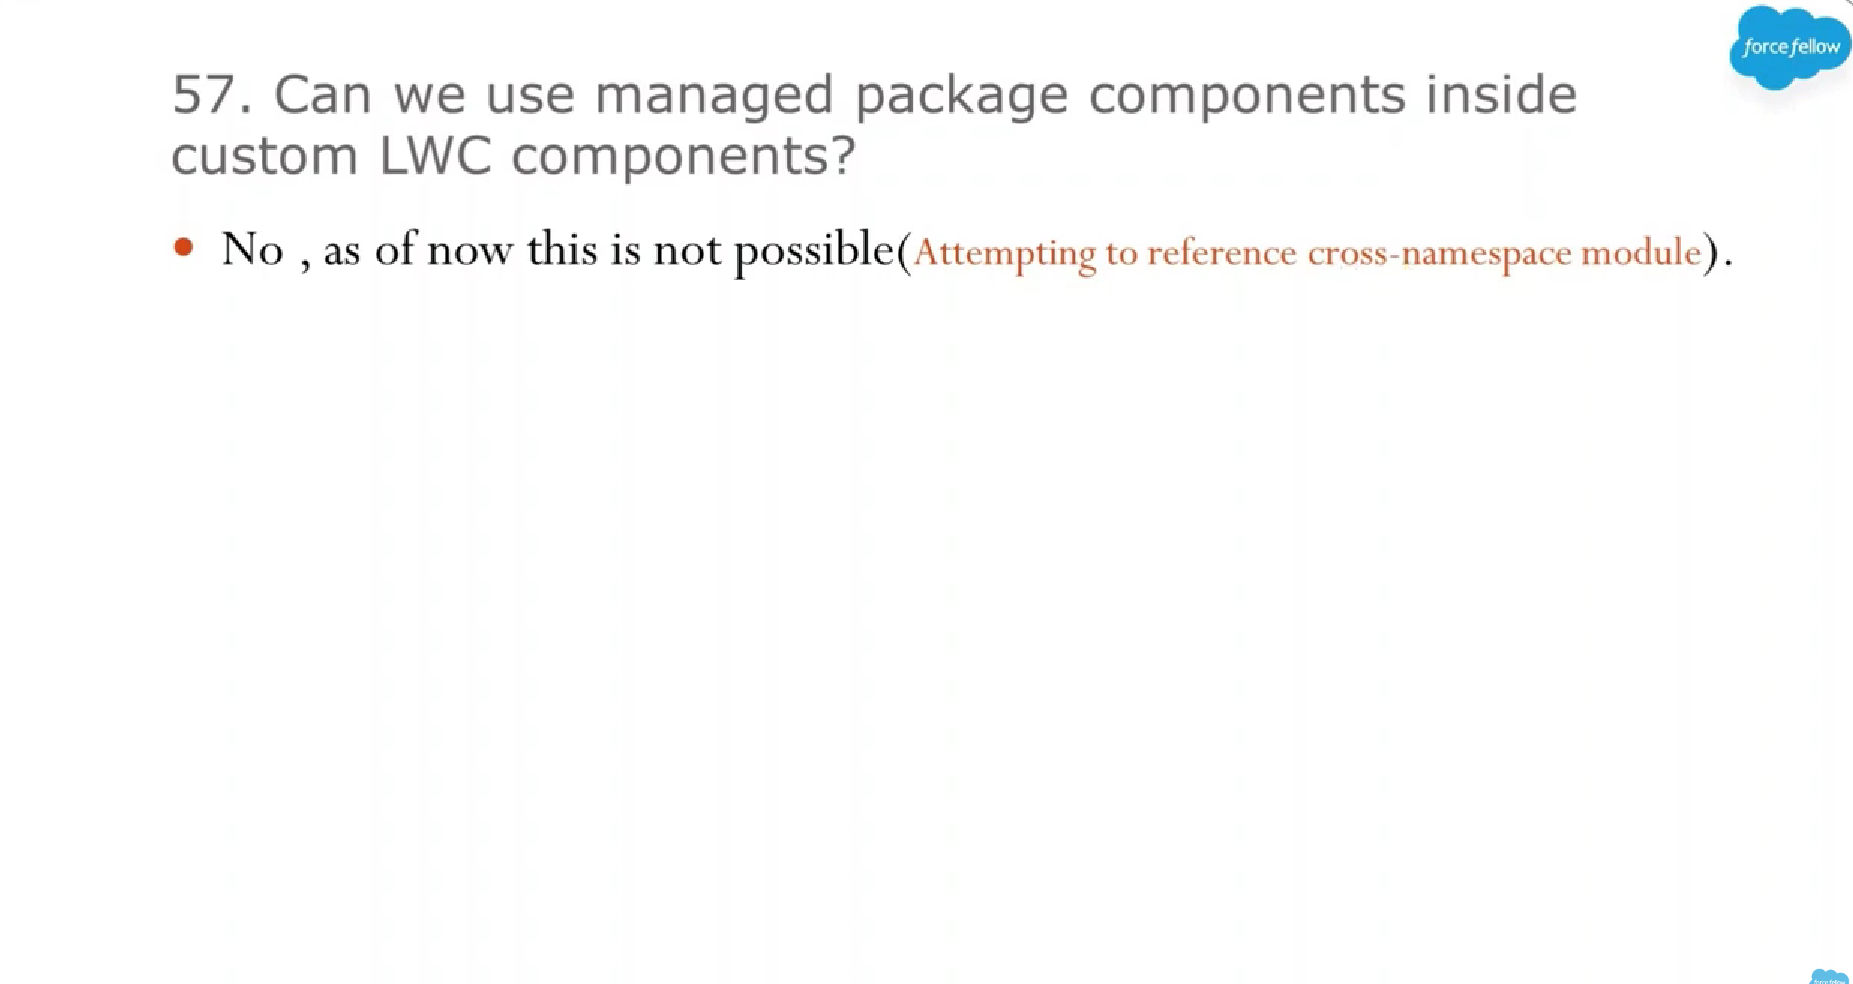 force fellow
57. Can we use managed package components inside
custom LWC components?
• No , as of now this is not possible(Attempting to reference cross-namespace module).